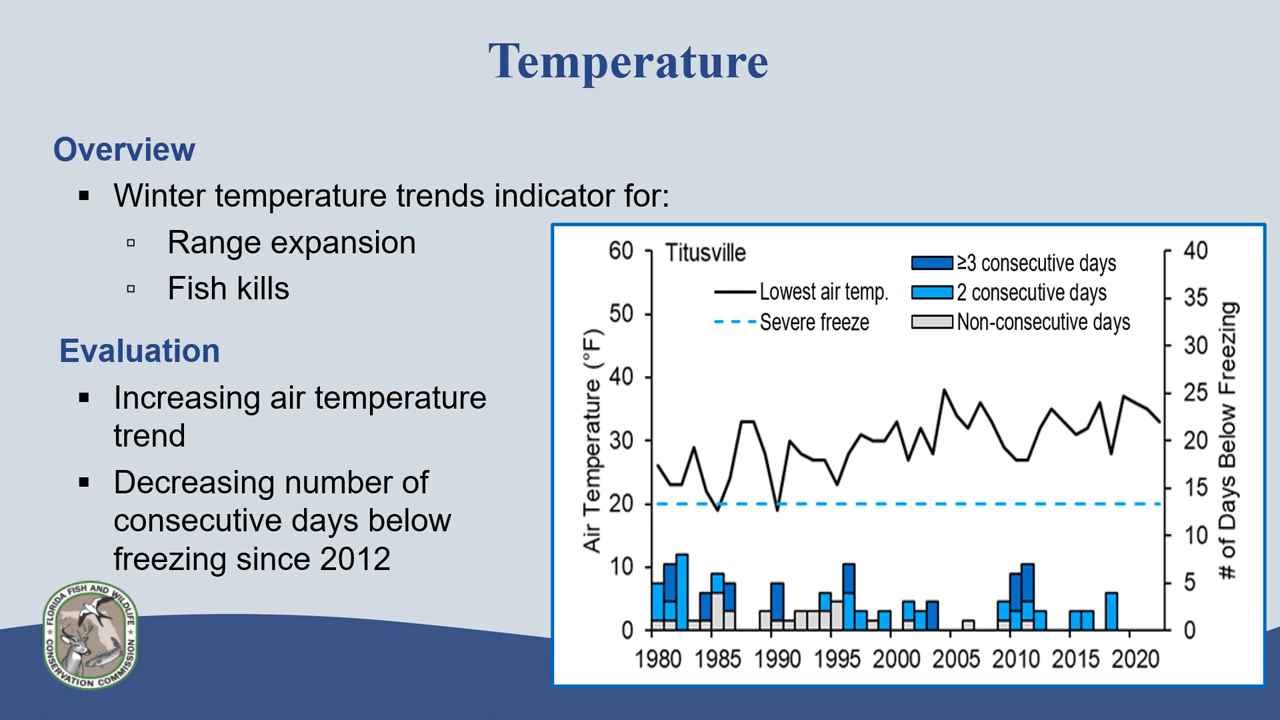 Temperature
Overview
▪ Winter temperature trends indicator for:
▫ Range expansion
▫ Fish kills
Evaluation
▪ Increasing air temperature
trend
▪ Decreasing number of
consecutive days below
freezing since 2012
Titusville
Lowest air temp.
Severe freeze
≥3 consecutive days
2 consecutive days
Non-consecutive days
Air Temperature (°F)
60
50
40
30
20
10
0
# of Days Below Freezing
40
35
30
25
20
15
10
5
0
1980 1985 1990 1995 2000 2005 2010 2015 2020
FLORIDA FISH AND WILDLIFE
CONSERVATION COMMISSION